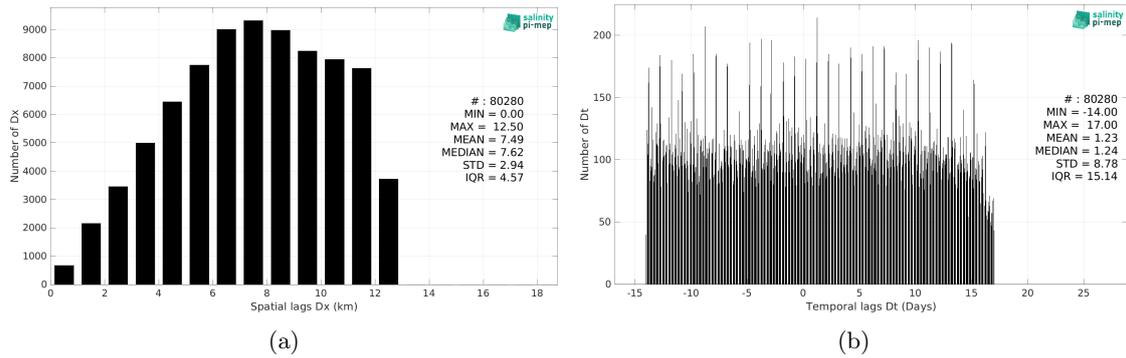 salinity
pi-mep
9000
8000
7000
6000
5000
4000
3000
2000
1000
0
Number of Dx
# : 80280
MIN = 0.00
MAX = 12.50
MEAN = 7.49
MEDIAN = 7.62
STD = 2.94
IQR = 4.57
0 2 4 6 8 10 12 14 16 18
Spatial lags Dx (km)
(a)
salinity
pi-mep
200
150
100
50
0
Number of Dt
# : 80280
MIN = -14.00
MAX = 17.00
MEAN = 1.23
MEDIAN = 1.24
STD = 8.78
IQR = 15.14
-15 -10 -5 0 5 10 15 20 25
Temporal lags Dt (Days)
(b)